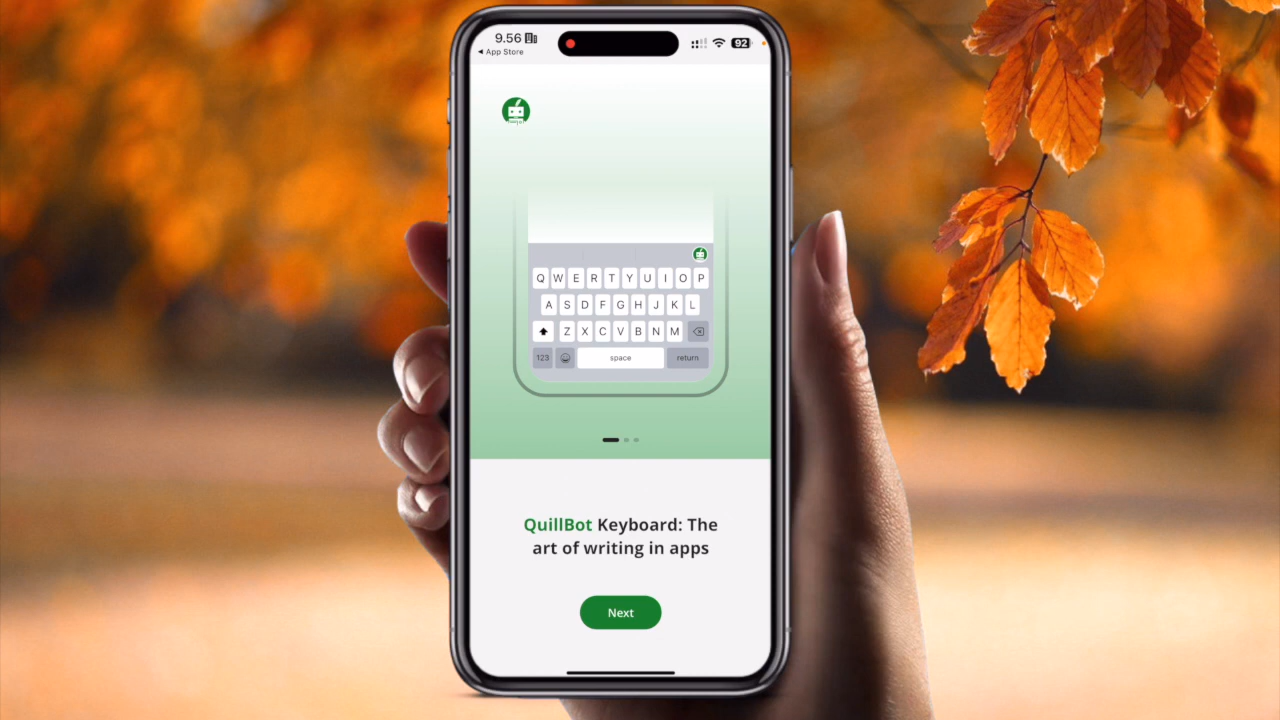 9.56
92
◀ App Store
Q W E R T Y U I O P
A S D F G H J K L
Z X C V B N M
123 space return
QuillBot Keyboard: The
art of writing in apps
Next